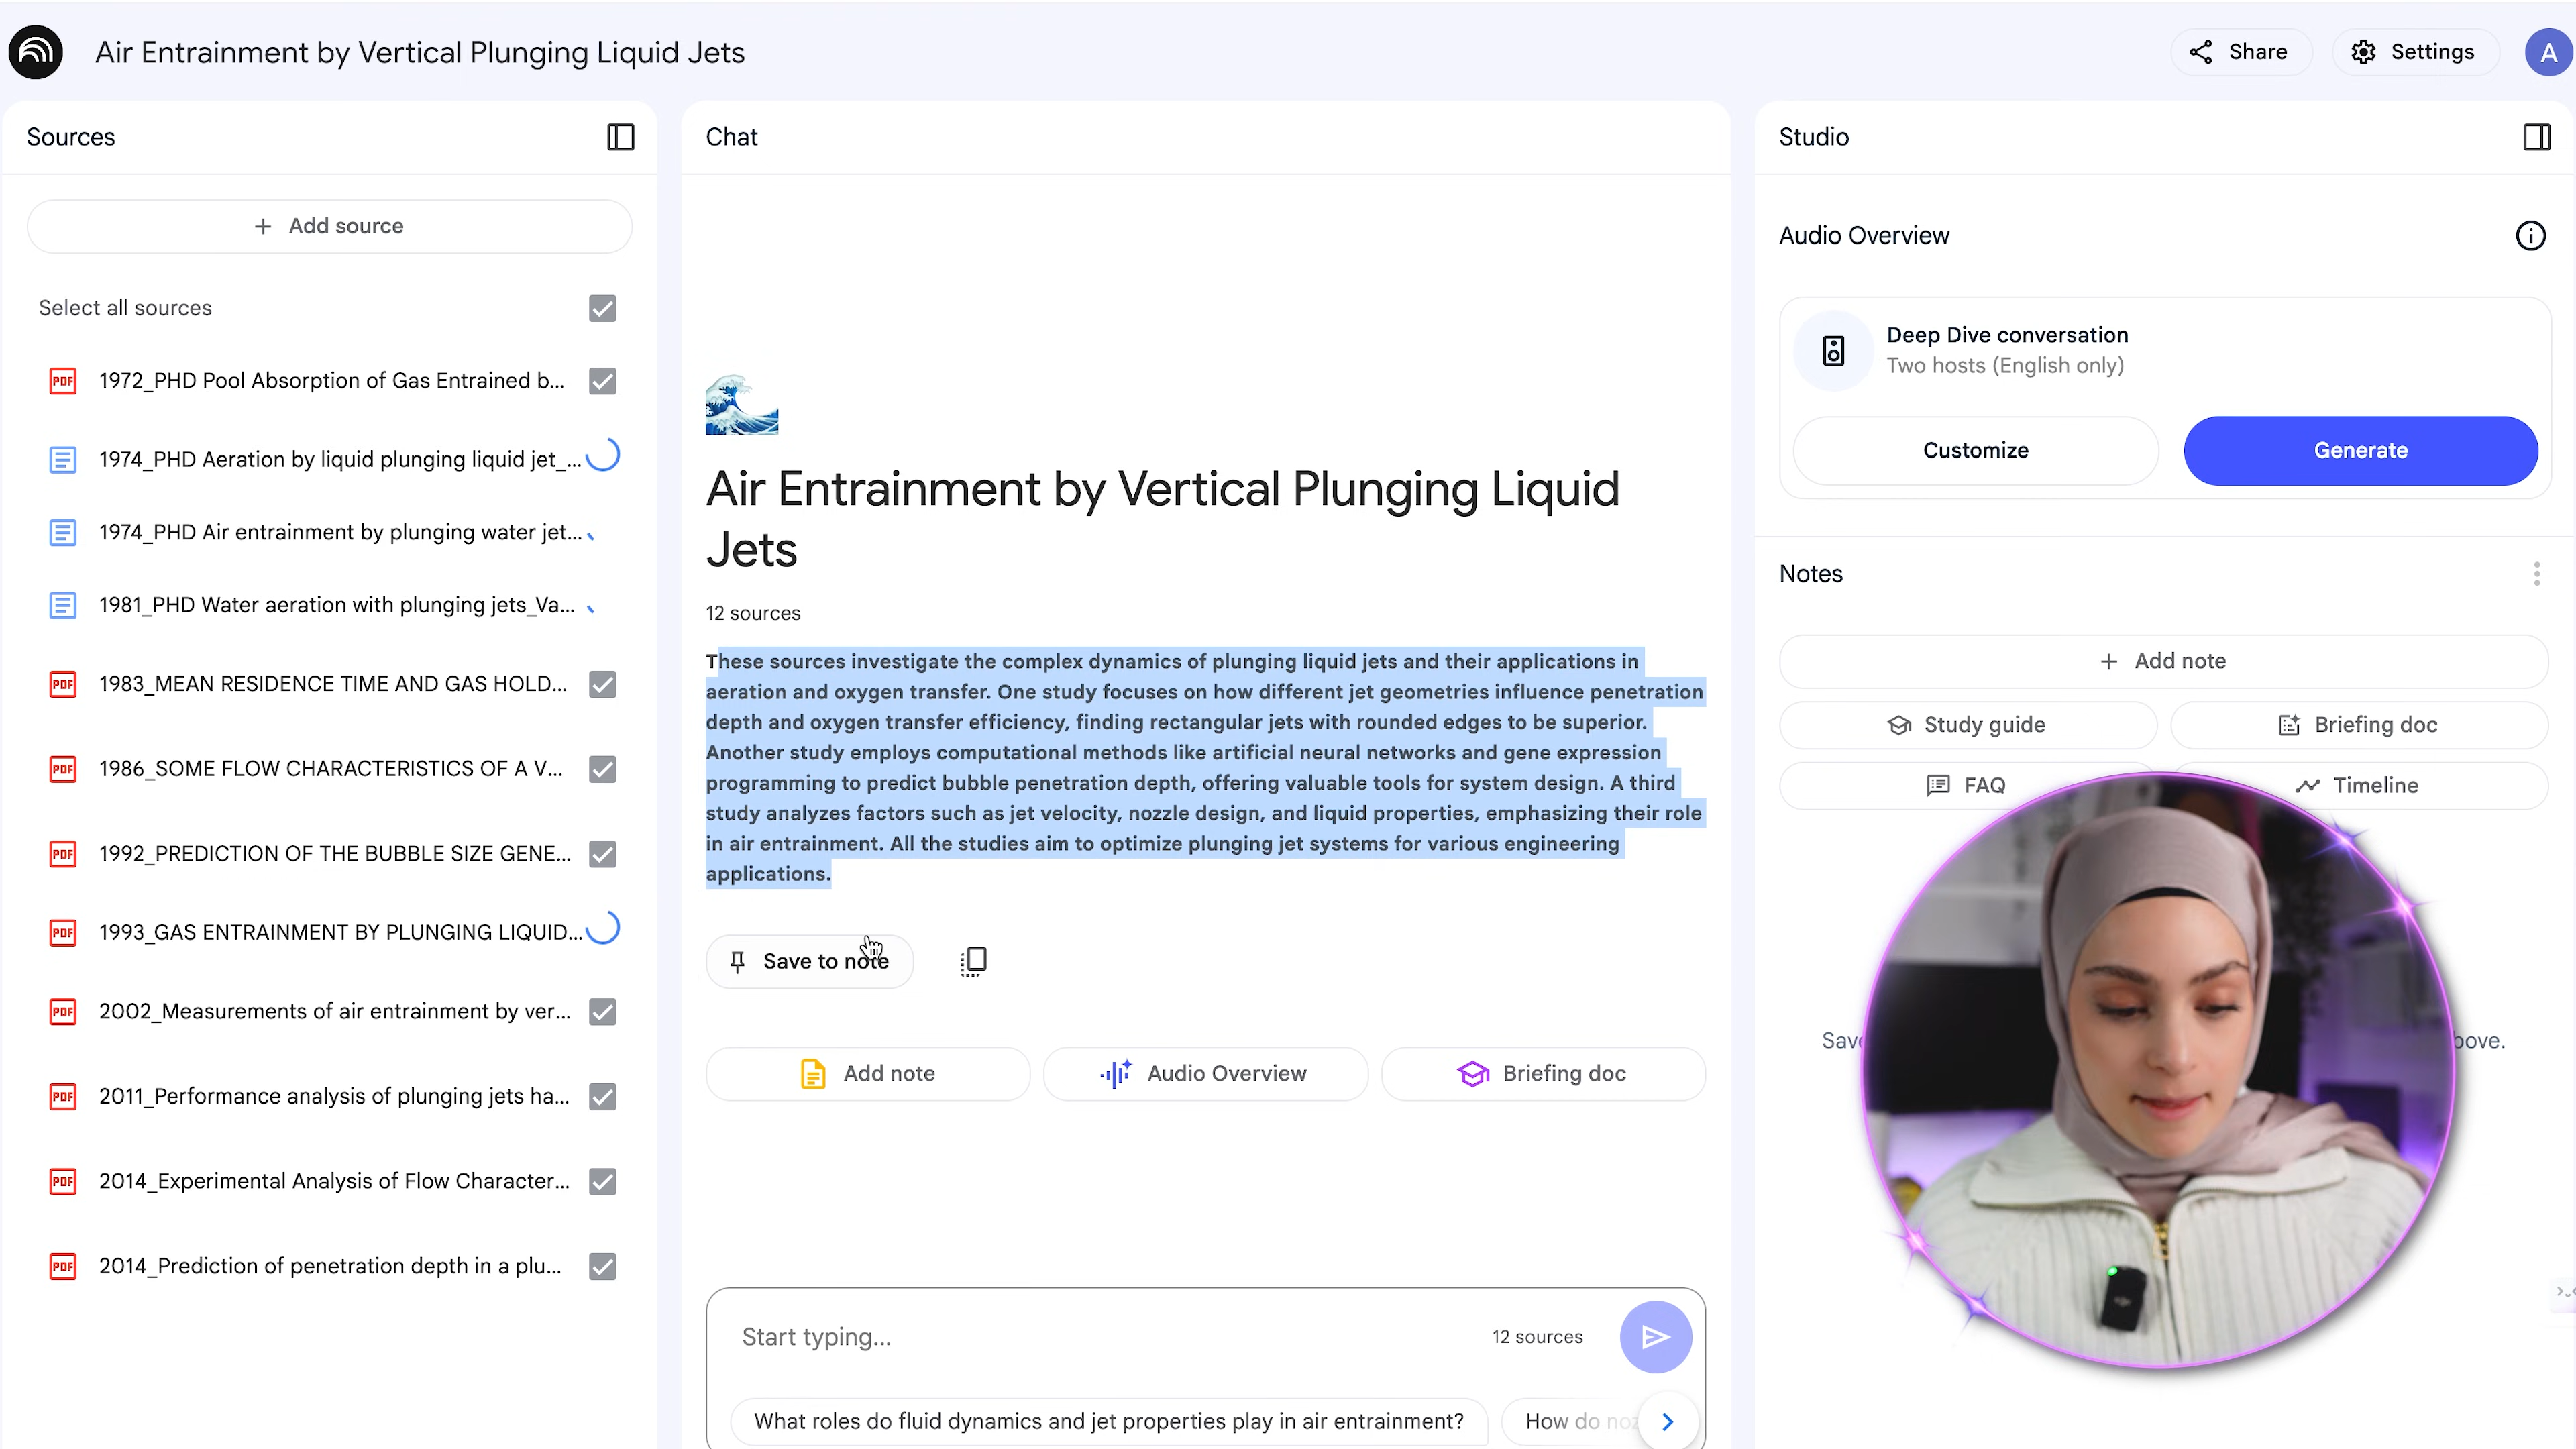 Air Entrainment by Vertical Plunging Liquid Jets
Share
Settings
A
Sources
Add source
Select all sources
PDF 1972_PHD Pool Absorption of Gas Entrained b...
1974_PHD Aeration by liquid plunging liquid jet_...
1974_PHD Air entrainment by plunging water jet...
1981_PHD Water aeration with plunging jets_Va...
PDF 1983_MEAN RESIDENCE TIME AND GAS HOLD...
PDF 1986_SOME FLOW CHARACTERISTICS OF A V...
PDF 1992_PREDICTION OF THE BUBBLE SIZE GENE...
PDF 1993_GAS ENTRAINMENT BY PLUNGING LIQUID...
PDF 2002_Measurements of air entrainment by ver...
PDF 2011_Performance analysis of plunging jets ha...
PDF 2014_Experimental Analysis of Flow Character...
PDF 2014_Prediction of penetration depth in a plu...
Chat
Air Entrainment by Vertical Plunging Liquid
Jets
12 sources
These sources investigate the complex dynamics of plunging liquid jets and their applications in
aeration and oxygen transfer. One study focuses on how different jet geometries influence penetration
depth and oxygen transfer efficiency, finding rectangular jets with rounded edges to be superior.
Another study employs computational methods like artificial neural networks and gene expression
programming to predict bubble penetration depth, offering valuable tools for system design. A third
study analyzes factors such as jet velocity, nozzle design, and liquid properties, emphasizing their role
in air entrainment. All the studies aim to optimize plunging jet systems for various engineering
applications.
Save to note
Add note
Audio Overview
Briefing doc
Start typing...
12 sources
What roles do fluid dynamics and jet properties play in air entrainment?
How do
Studio
Audio Overview
Deep Dive conversation
Two hosts (English only)
Customize
Generate
Notes
Add note
Study guide
Briefing doc
FAQ
Timeline